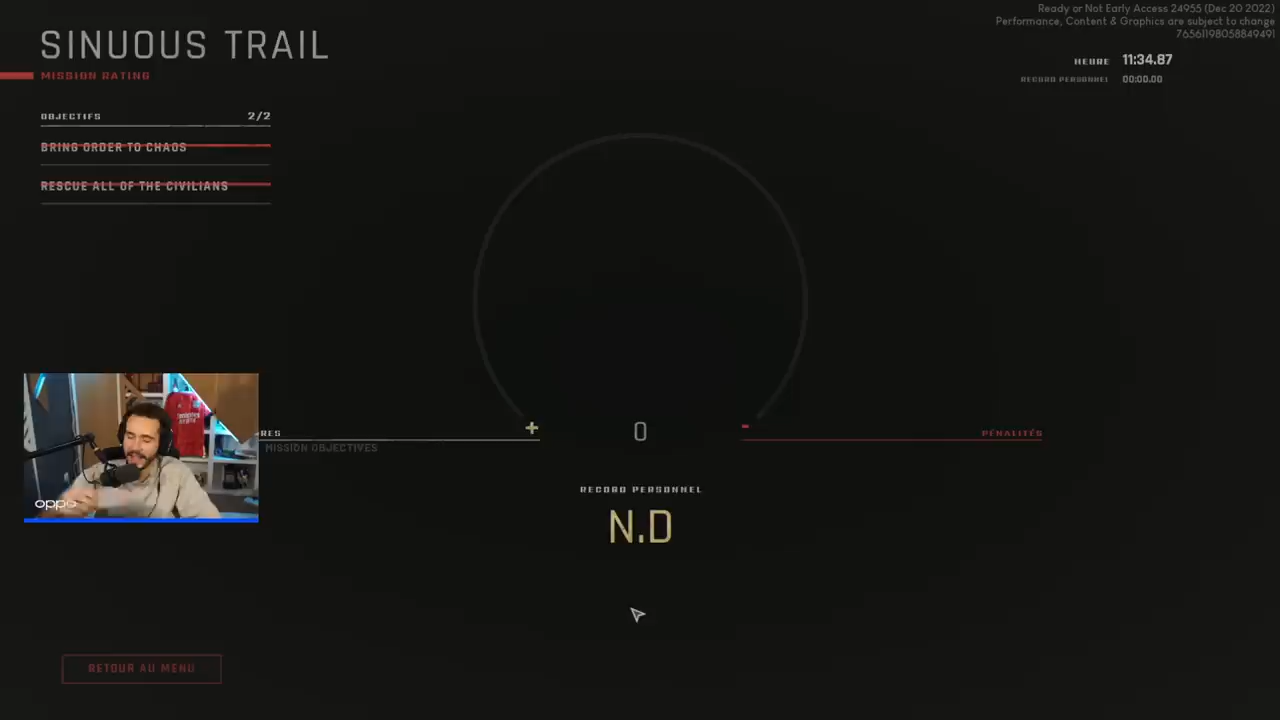 Ready or Not Early Access 24955 (Dec 20 2022)
Performance, Content & Graphics are subject to change
76561198058849491
SINUOUS TRAIL
MISSION RATING
HEURE 11:34.87
RECORD PERSONNEL 00:00.00
OBJECTIFS 2/2
BRING ORDER TO CHAOS
RESCUE ALL OF THE CIVILIANS
RES + 0 - PÉNALITÉS
MISSION OBJECTIVES
oppo
RECORD PERSONNEL
N.D
RETOUR AU MENU